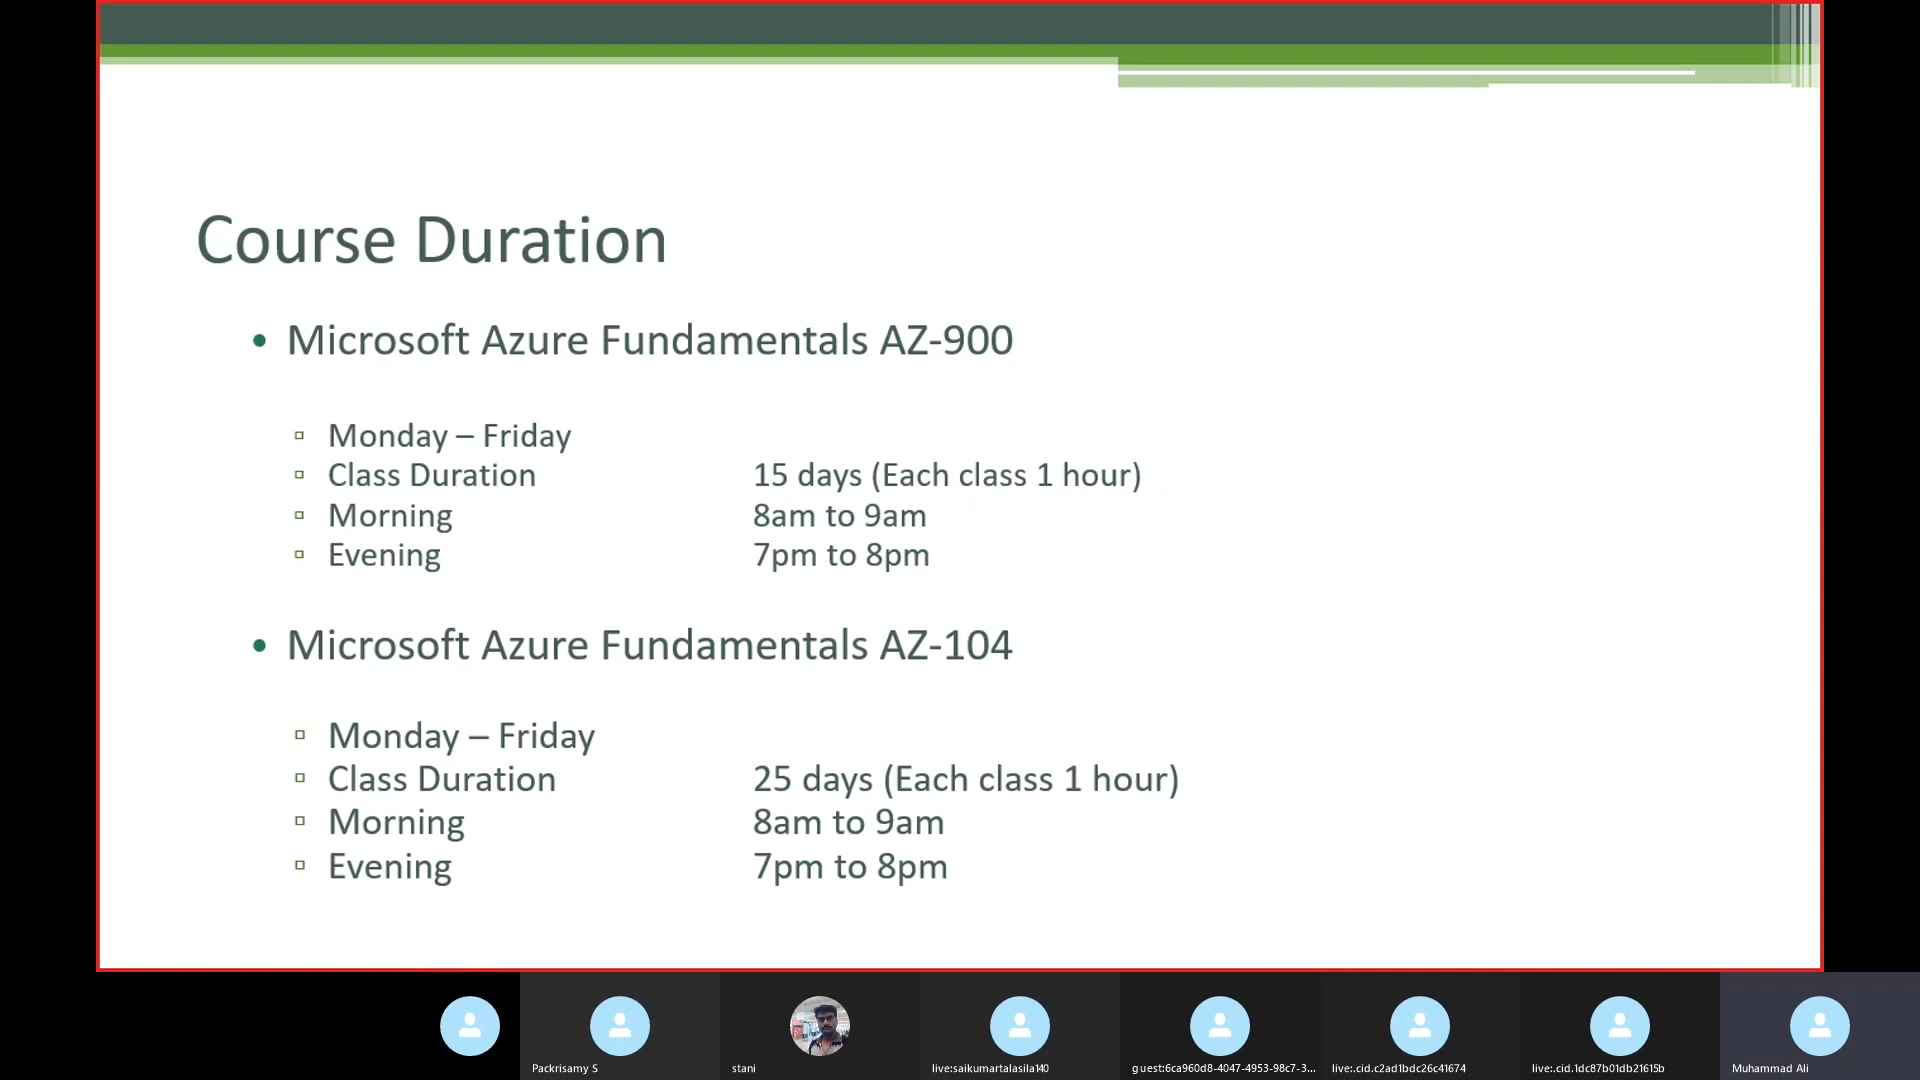 Course Duration
• Microsoft Azure Fundamentals AZ-900
▫ Monday – Friday
▫ Class Duration 15 days (Each class 1 hour)
▫ Morning 8am to 9am
▫ Evening 7pm to 8pm
• Microsoft Azure Fundamentals AZ-104
▫ Monday – Friday
▫ Class Duration 25 days (Each class 1 hour)
▫ Morning 8am to 9am
▫ Evening 7pm to 8pm
Packrisamy S
stani
live:saikumartalasila140
guest:6ca960d8-4047-4953-98c7-3...
live:.cid.c2ad1bdc26c41674
live:.cid.1dc87b01db21615b
Muhammad Ali